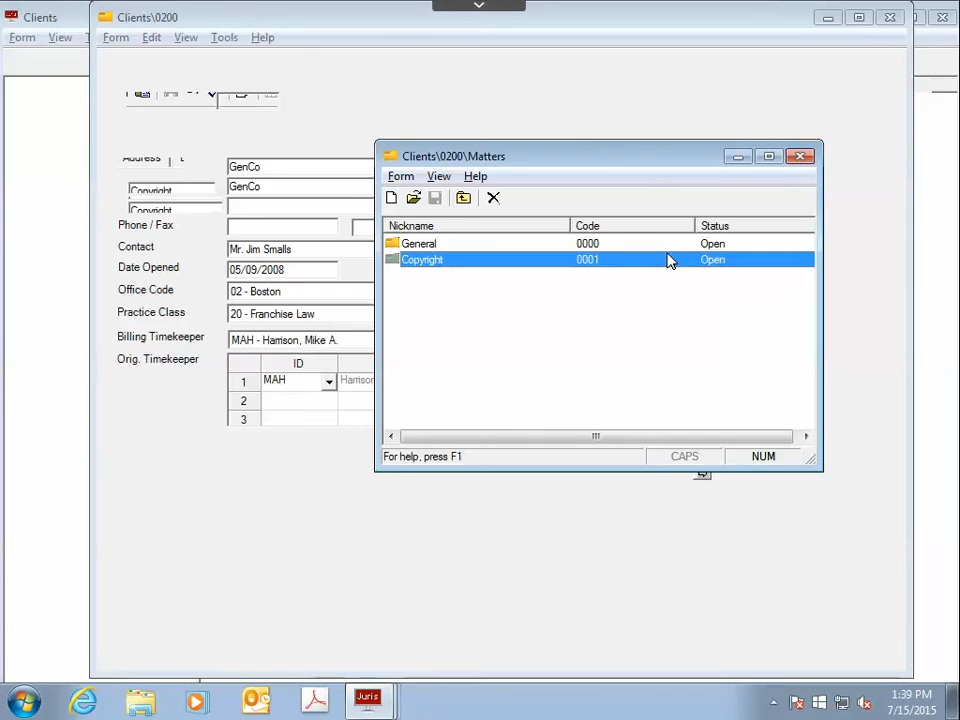 Clients
Clients\0200
Form View
Form Edit View Tools Help
Address
GenCo
Copyright
GenCo
Copyright
Phone / Fax
Contact
Mr. Jim Smalls
Date Opened
05/09/2008
Office Code
02 - Boston
Practice Class
20 - Franchise Law
Billing Timekeeper
MAH - Harrison, Mike A.
Orig. Timekeeper
ID
1 MAH Harrison
2
3
Clients\0200\Matters
Form View Help
Nickname Code Status
General 0000 Open
Copyright 0001 Open
For help, press F1
CAPS NUM
Juris
1:39 PM
7/15/2015